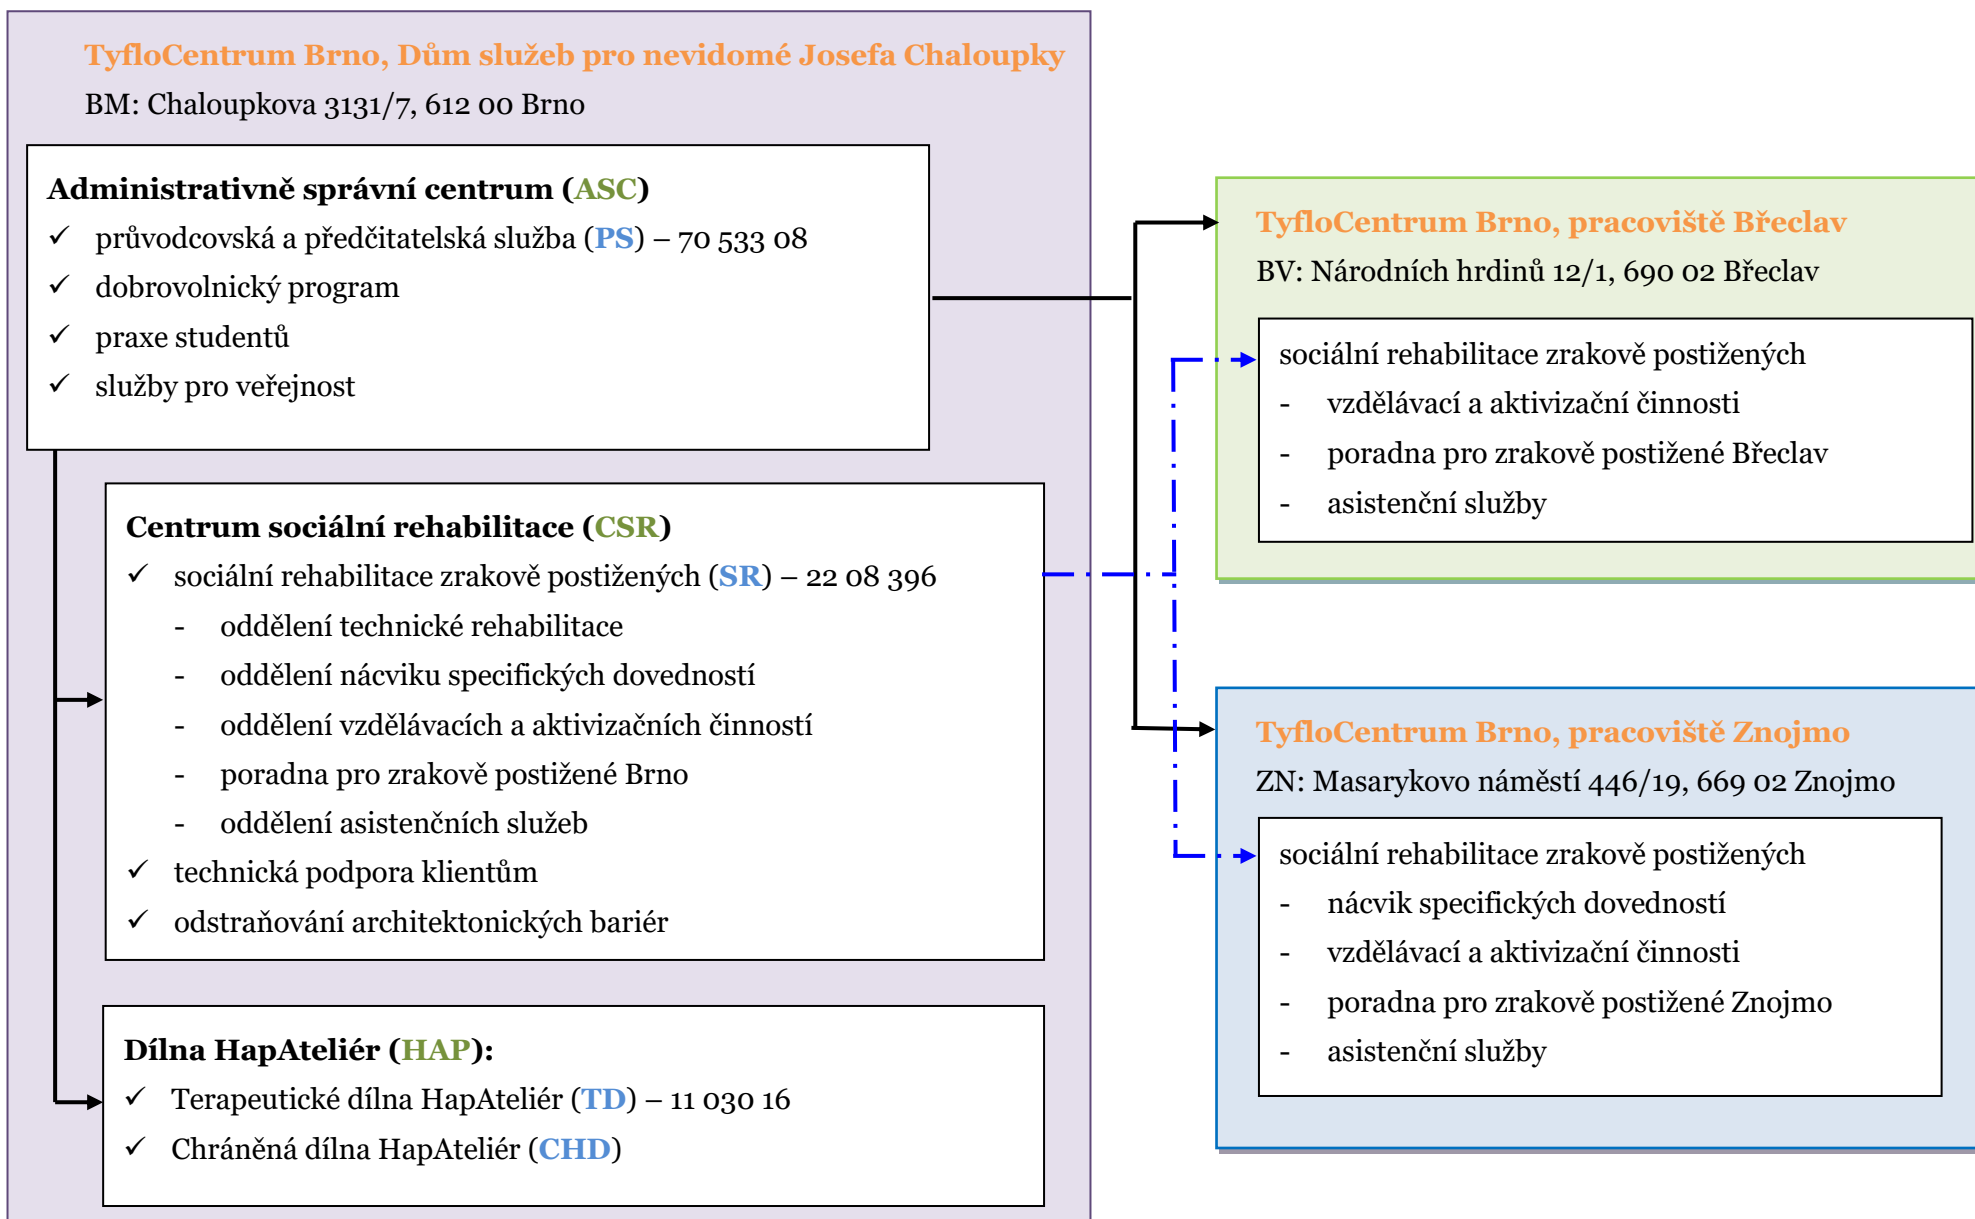 TyfloCentrum Brno, Dům služeb pro nevidomé Josefa Chaloupky
BM: Chaloupkova 3131/7, 612 00 Brno
Administrativně správní centrum (ASC)
✓ průvodcovská a předčitatelská služba (PS) – 70 533 08
✓ dobrovolnický program
✓ praxe studentů
✓ služby pro veřejnost
Centrum sociální rehabilitace (CSR)
✓ sociální rehabilitace zrakově postižených (SR) – 22 08 396
- oddělení technické rehabilitace
- oddělení nácviku specifických dovedností
- oddělení vzdělávacích a aktivizačních činností
- poradna pro zrakově postižené Brno
- oddělení asistenčních služeb
✓ technická podpora klientům
✓ odstraňování architektonických bariér
Dílna HapAteliér (HAP):
✓ Terapeutické dílna HapAteliér (TD) – 11 030 16
✓ Chráněná dílna HapAteliér (CHD)
TyfloCentrum Brno, pracoviště Břeclav
BV: Národních hrdinů 12/1, 690 02 Břeclav
sociální rehabilitace zrakově postižených
- vzdělávací a aktivizační činnosti
- poradna pro zrakově postižené Břeclav
- asistenční služby
TyfloCentrum Brno, pracoviště Znojmo
ZN: Masarykovo náměstí 446/19, 669 02 Znojmo
sociální rehabilitace zrakově postižených
- nácvik specifických dovedností
- vzdělávací a aktivizační činnosti
- poradna pro zrakově postižené Znojmo
- asistenční služby